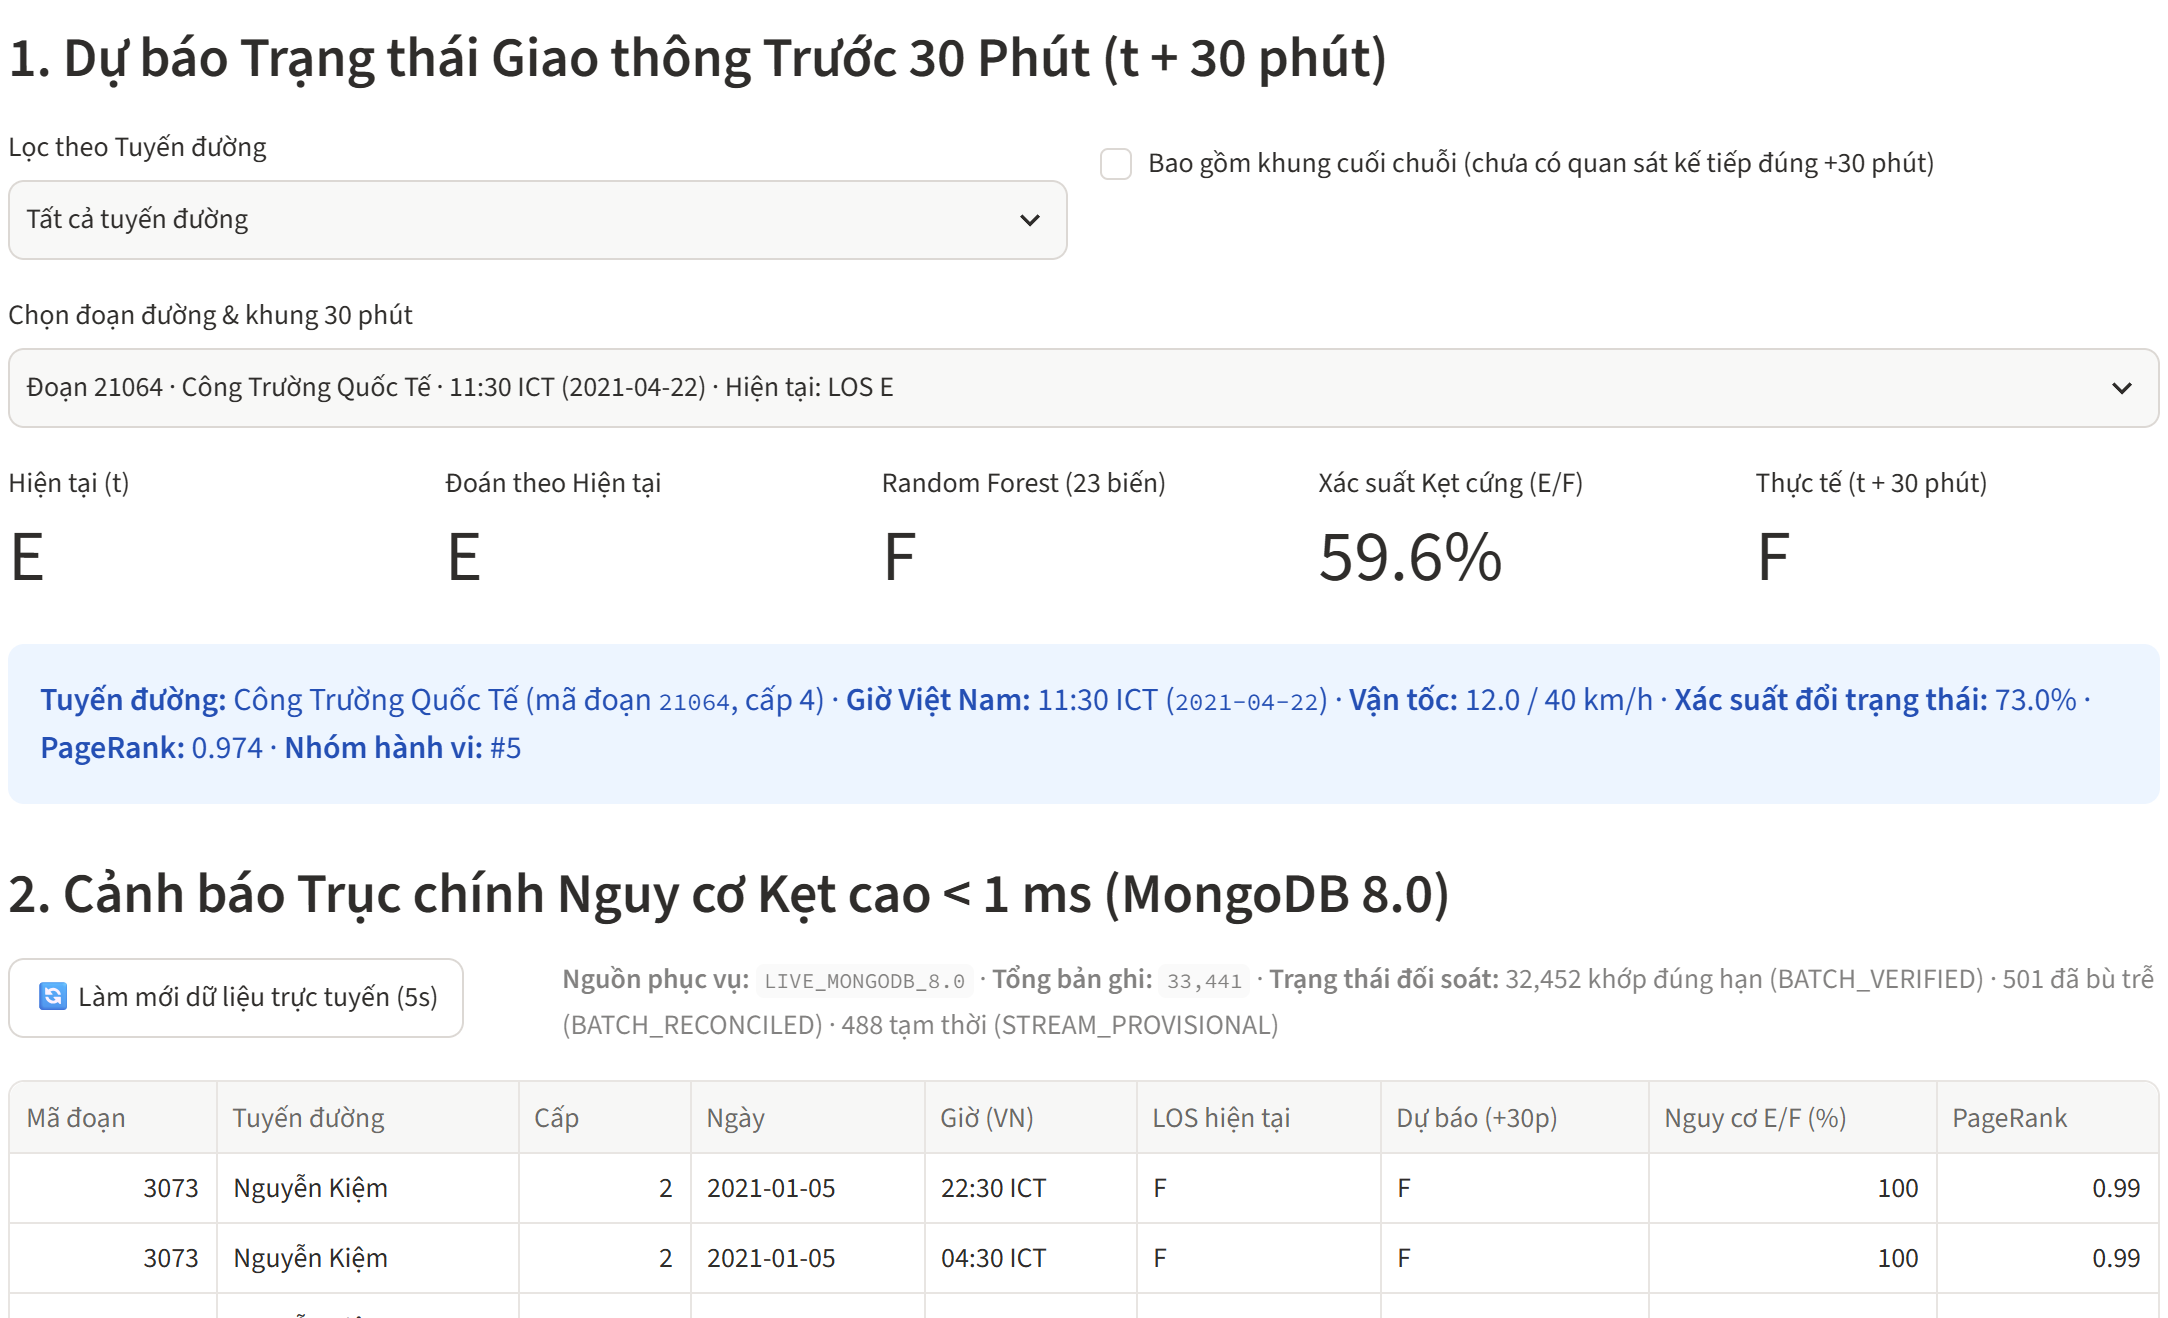 1. Dự báo Trạng thái Giao thông Trước 30 Phút (t + 30 phút)
Lọc theo Tuyến đường
Bao gồm khung cuối chuỗi (chưa có quan sát kế tiếp đúng +30 phút)
Tất cả tuyến đường
Chọn đoạn đường & khung 30 phút
Đoạn 21064 · Công Trường Quốc Tế · 11:30 ICT (2021-04-22) · Hiện tại: LOS E
Hiện tại (t) Đoán theo Hiện tại Random Forest (23 biến) Xác suất Kẹt cứng (E/F) Thực tế (t + 30 phút)
E E F 59.6% F
Tuyến đường: Công Trường Quốc Tế (mã đoạn 21064, cấp 4) · Giờ Việt Nam: 11:30 ICT (2021-04-22) · Vận tốc: 12.0 / 40 km/h · Xác suất đổi trạng thái: 73.0% ·
PageRank: 0.974 · Nhóm hành vi: #5
2. Cảnh báo Trục chính Nguy cơ Kẹt cao < 1 ms (MongoDB 8.0)
Làm mới dữ liệu trực tuyến (5s)
Nguồn phục vụ: LIVE_MONGODB_8.0 · Tổng bản ghi: 33,441 · Trạng thái đối soát: 32,452 khớp đúng hạn (BATCH_VERIFIED) · 501 đã bù trễ
(BATCH_RECONCILED) · 488 tạm thời (STREAM_PROVISIONAL)
Mã đoạn Tuyến đường Cấp Ngày Giờ (VN) LOS hiện tại Dự báo (+30p) Nguy cơ E/F (%) PageRank
3073 Nguyễn Kiệm 2 2021-01-05 22:30 ICT F F 100 0.99
3073 Nguyễn Kiệm 2 2021-01-05 04:30 ICT F F 100 0.99